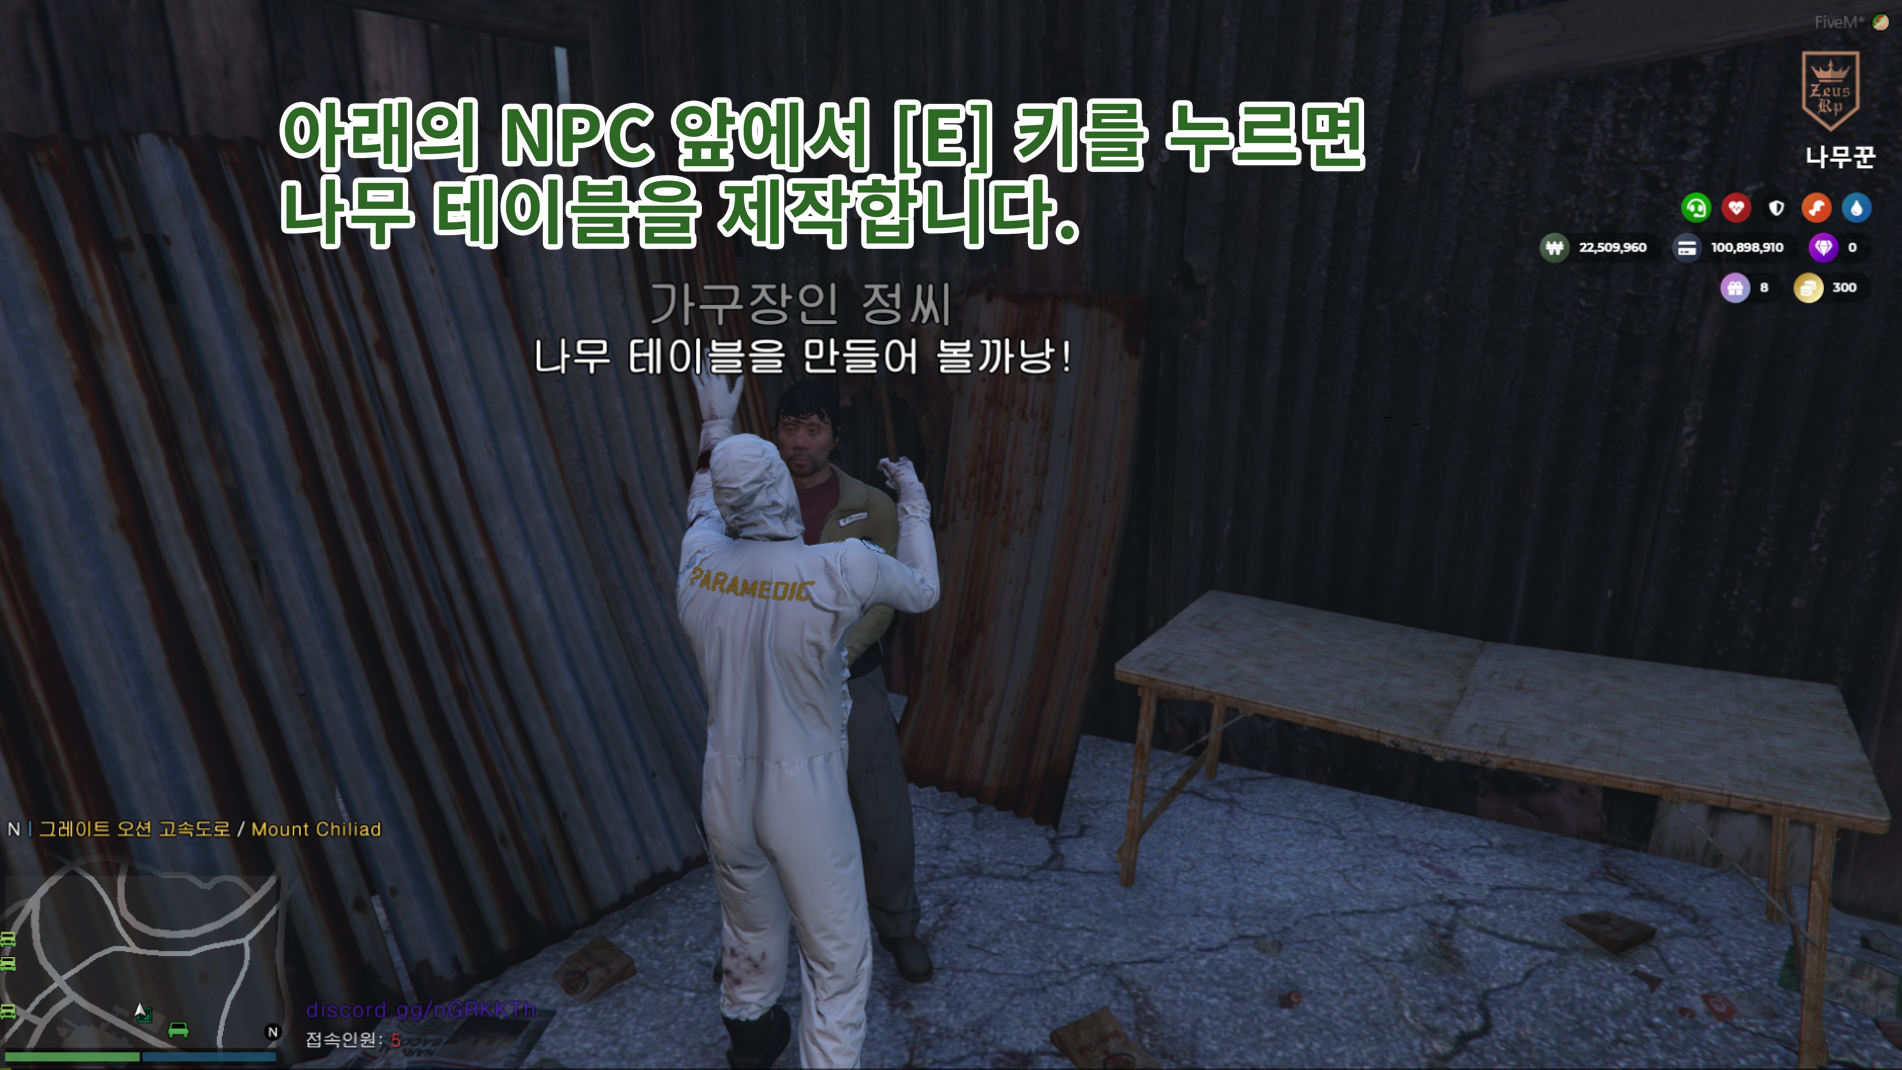 FiveM*
Zeus
Rp
나무꾼
아래의 NPC 앞에서 [E] 키를 누르면
나무 테이블을 제작합니다.
22,509,960
100,898,910
0
8
300
가구장인 정씨
나무 테이블을 만들어 볼까낭!
PARAMEDIC
N | 그레이트 오션 고속도로 / Mount Chiliad
N
discord.gg/nGRKKTh
접속인원: 5